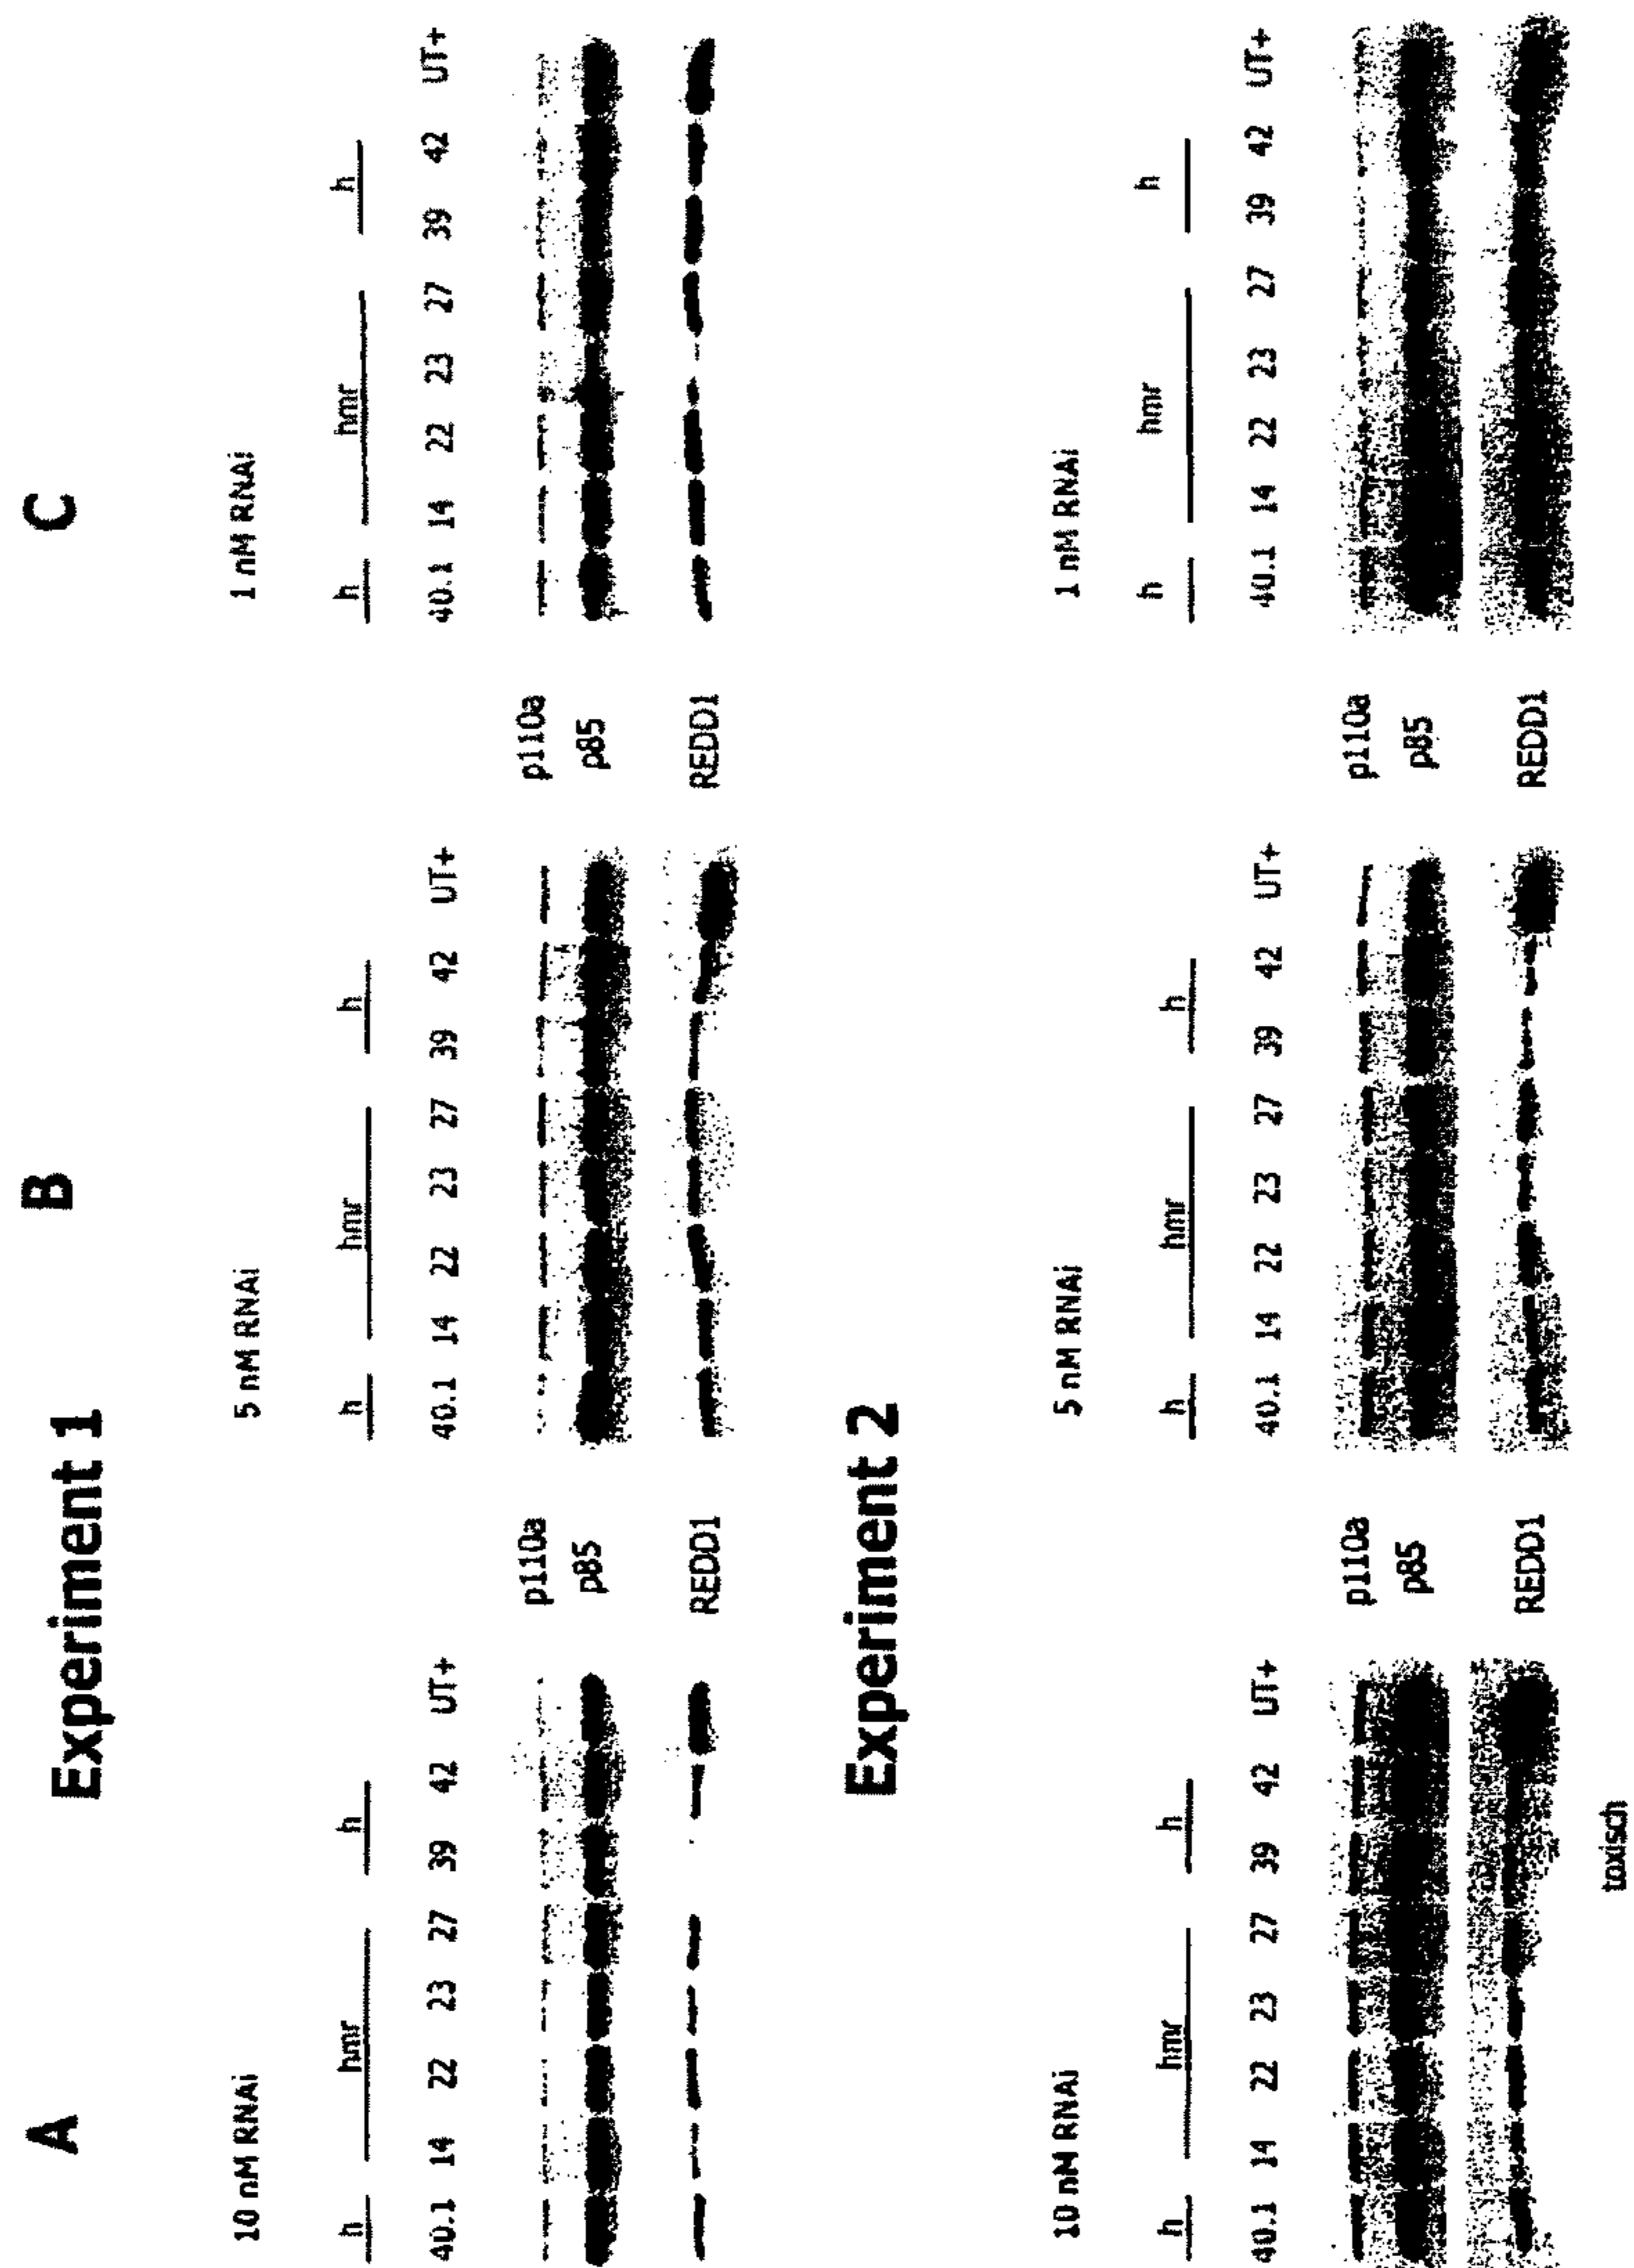 Experiment 1
A B C
10 nM RNAi 5 nM RNAi 1 nM RNAi
h hmr h h hmr h h hmr h
40.1 14 22 23 27 39 42 UT+ 40.1 14 22 23 27 39 42 UT+ 40.1 14 22 23 27 39 42 UT+
p110a p110a
p85 p85
REDD1 REDD1
Experiment 2
10 nM RNAi 5 nM RNAi 1 nM RNAi
h hmr h h hmr h h hmr h
40.1 14 22 23 27 39 42 UT+ 40.1 14 22 23 27 39 42 UT+ 40.1 14 22 23 27 39 42 UT+
p110a p110a
p85 p85
REDD1 REDD1
toxisch